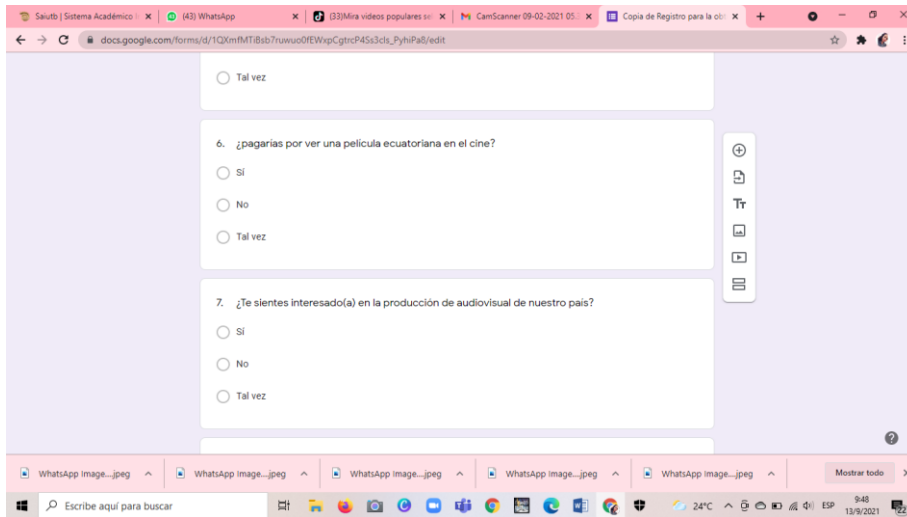 Saiutb | Sistema Académico
(43) WhatsApp
(33)Mira videos populares se
CamScanner 09-02-2021 05.
Copia de Registro para la ob
docs.google.com/forms/d/1QXmfMTiBsb7ruwuo0fEWxpCgtrcP4Ss3cls_PyhiPa8/edit
Tal vez
6. ¿pagarías por ver una película ecuatoriana en el cine?
Sí
No
Tal vez
7. ¿Te sientes interesado(a) en la producción de audiovisual de nuestro país?
Sí
No
Tal vez
WhatsApp Image....jpeg
WhatsApp Image....jpeg
WhatsApp Image....jpeg
WhatsApp Image....jpeg
WhatsApp Image....jpeg
Mostrar todo
Escribe aquí para buscar
24°C
ESP
9:48
13/9/2021
22